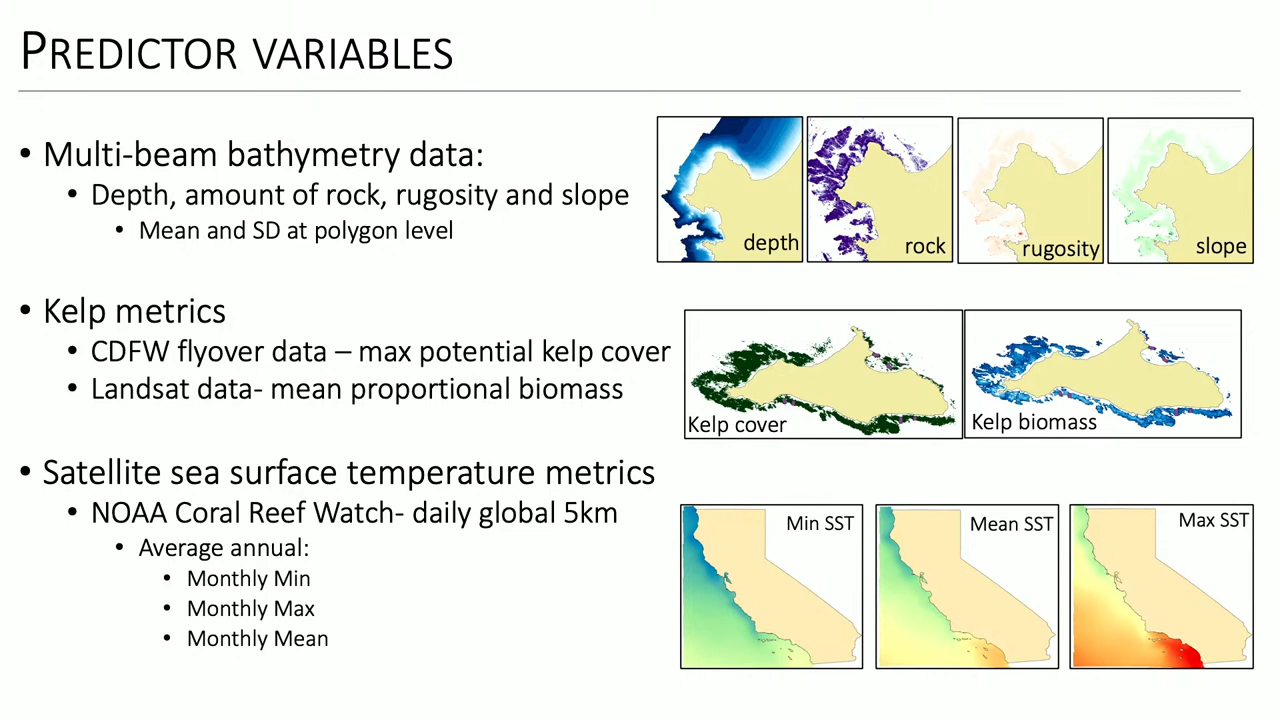 PREDICTOR VARIABLES
• Multi-beam bathymetry data:
• Depth, amount of rock, rugosity and slope
• Mean and SD at polygon level
depth
rock
rugosity
slope
• Kelp metrics
• CDFW flyover data – max potential kelp cover
• Landsat data- mean proportional biomass
Kelp cover
Kelp biomass
• Satellite sea surface temperature metrics
• NOAA Coral Reef Watch- daily global 5km
• Average annual:
• Monthly Min
• Monthly Max
• Monthly Mean
Min SST
Mean SST
Max SST